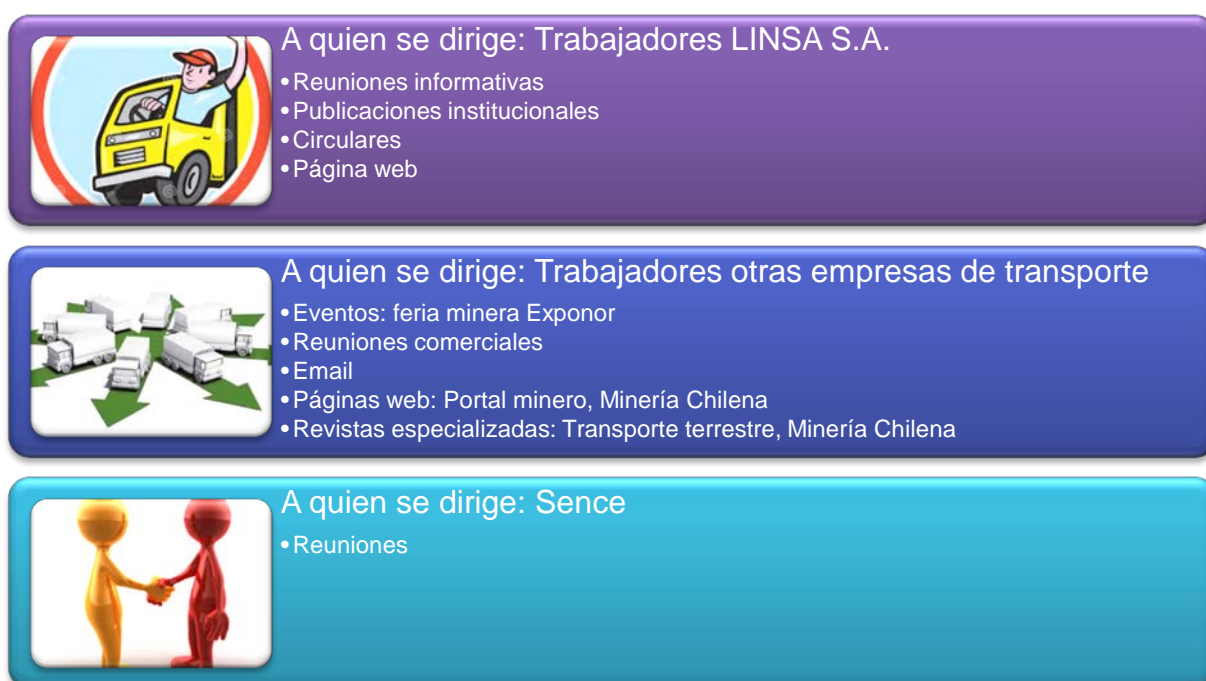 A quien se dirige: Trabajadores LINSA S.A.
•Reuniones informativas
•Publicaciones institucionales
•Circulares
•Página web
A quien se dirige: Trabajadores otras empresas de transporte
•Eventos: feria minera Exponor
•Reuniones comerciales
•Email
•Páginas web: Portal minero, Minería Chilena
•Revistas especializadas: Transporte terrestre, Minería Chilena
A quien se dirige: Sence
•Reuniones